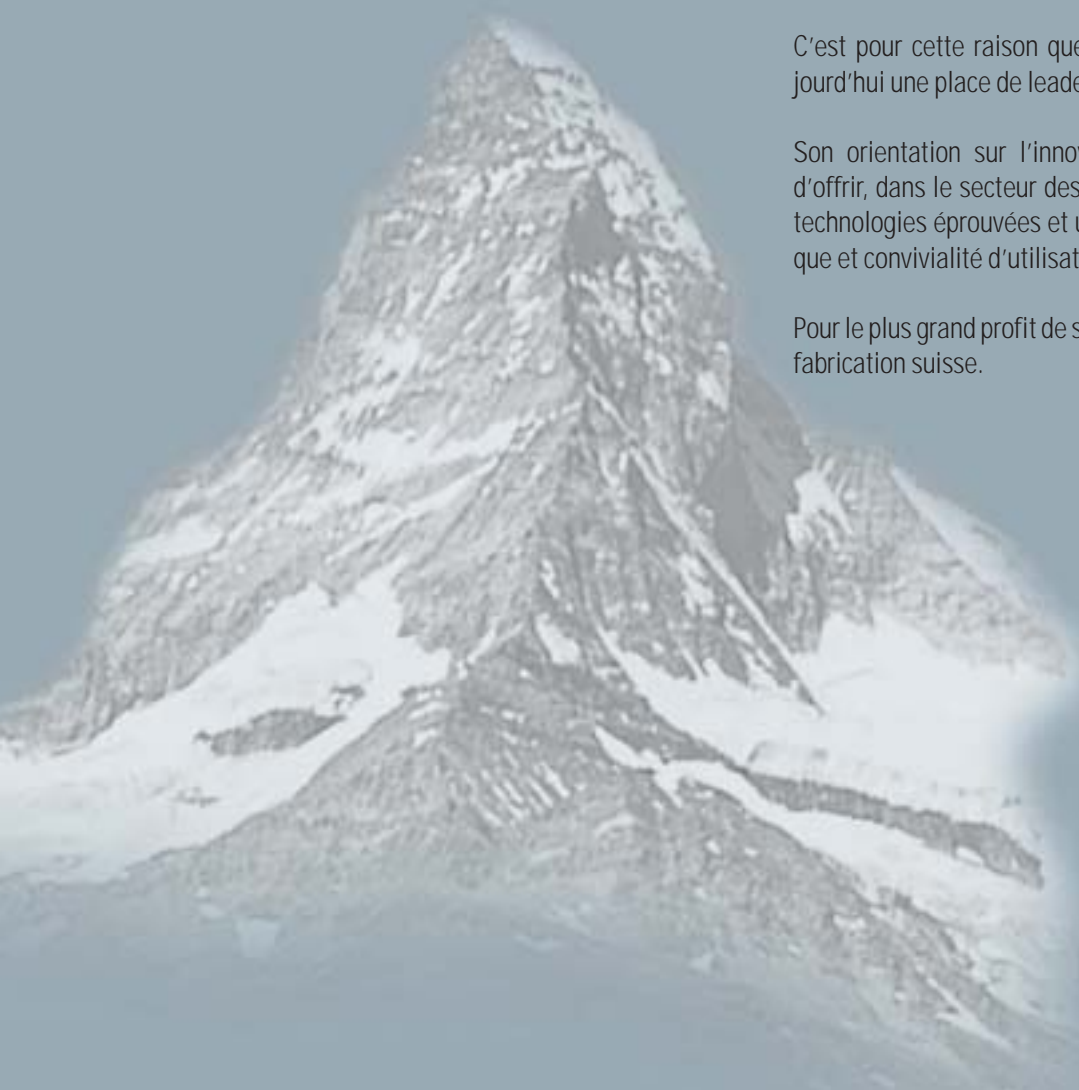 C'est pour cette raison que
jourd'hui une place de leade
Son orientation sur l'innov
d'offrir, dans le secteur des
technologies éprouvées et u
que et convivialité d'utilisat
Pour le plus grand profit de s
fabrication suisse.